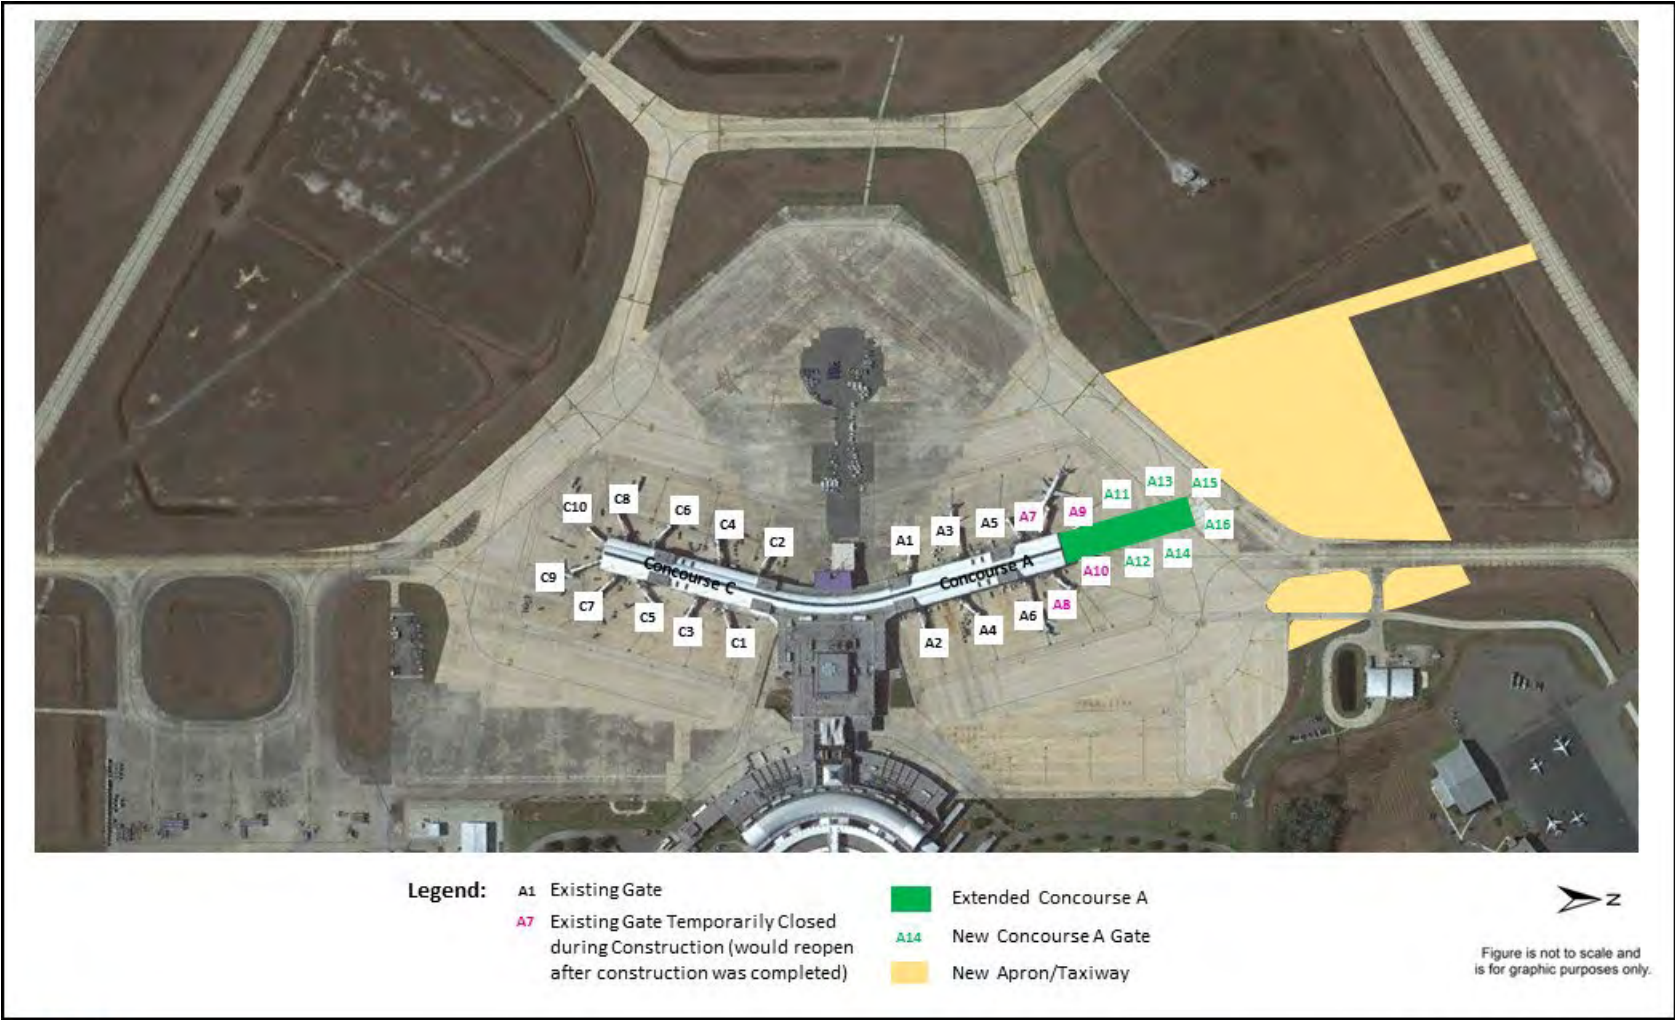 A13
A15
C8
A11
C10
C6
A9
A7
A5
C4
A16
A3
C2
A1
A14
A12
Concourse C
Concourse A
A10
C9
C7
A8
C5
A6
C3
A4
C1
A2
Legend:
A1 Existing Gate
A7 Existing Gate Temporarily Closed
during Construction (would reopen
after construction was completed)
Extended Concourse A
A14 New Concourse A Gate
New Apron/Taxiway
N
Figure is not to scale and
is for graphic purposes only.